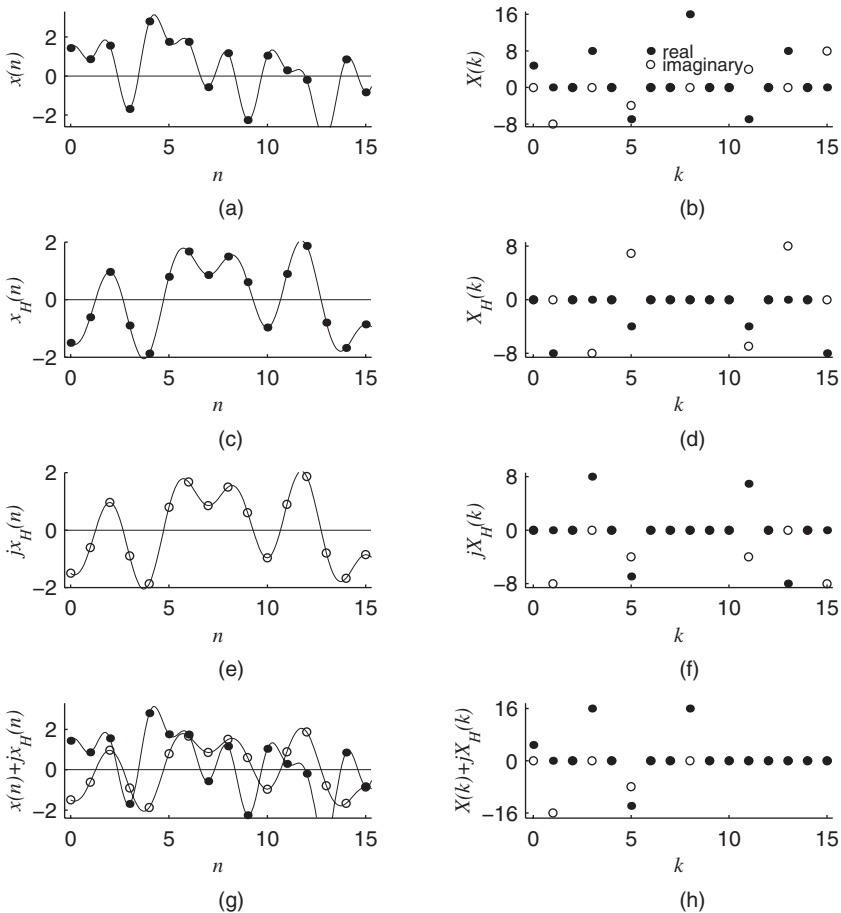 x(n)
2
0
−2
0 5 10 15
n
(a)
X(k)
16
8
0
−8
real
imaginary
0 5 10 15
k
(b)
x_H(n)
2
0
−2
0 5 10 15
n
(c)
X_H(k)
8
0
−8
0 5 10 15
k
(d)
jx_H(n)
2
0
−2
0 5 10 15
n
(e)
jX_H(k)
8
0
−8
0 5 10 15
k
(f)
x(n)+jx_H(n)
2
0
−2
0 5 10 15
n
(g)
X(k)+jX_H(k)
16
0
−16
0 5 10 15
k
(h)